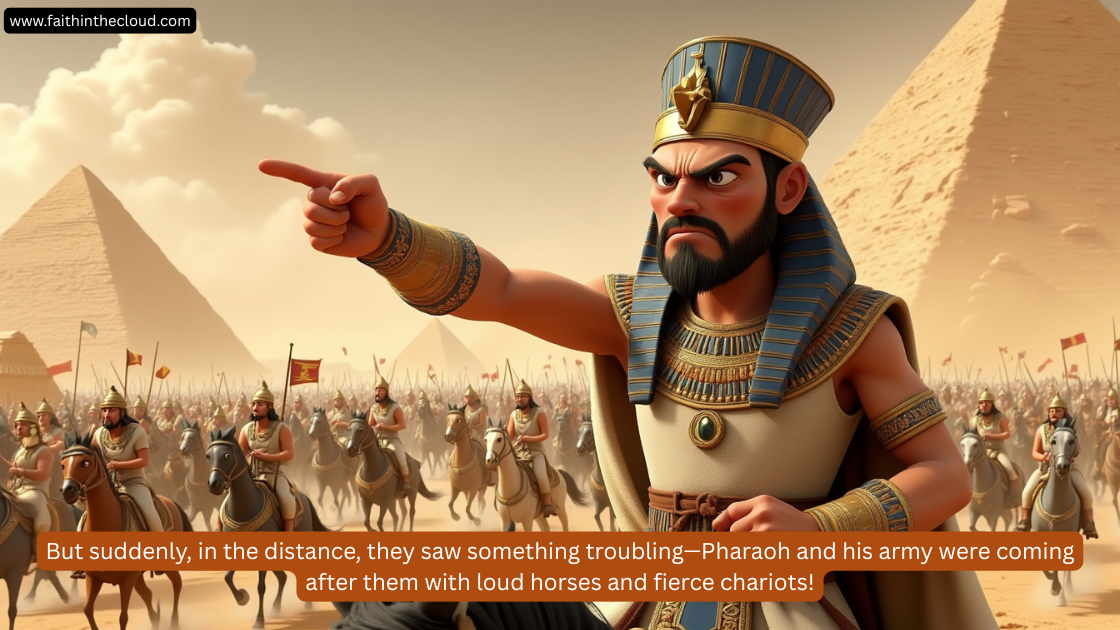 www.faithinthecloud.com
But suddenly, in the distance, they saw something troubling—Pharaoh and his army were coming
after them with loud horses and fierce chariots!